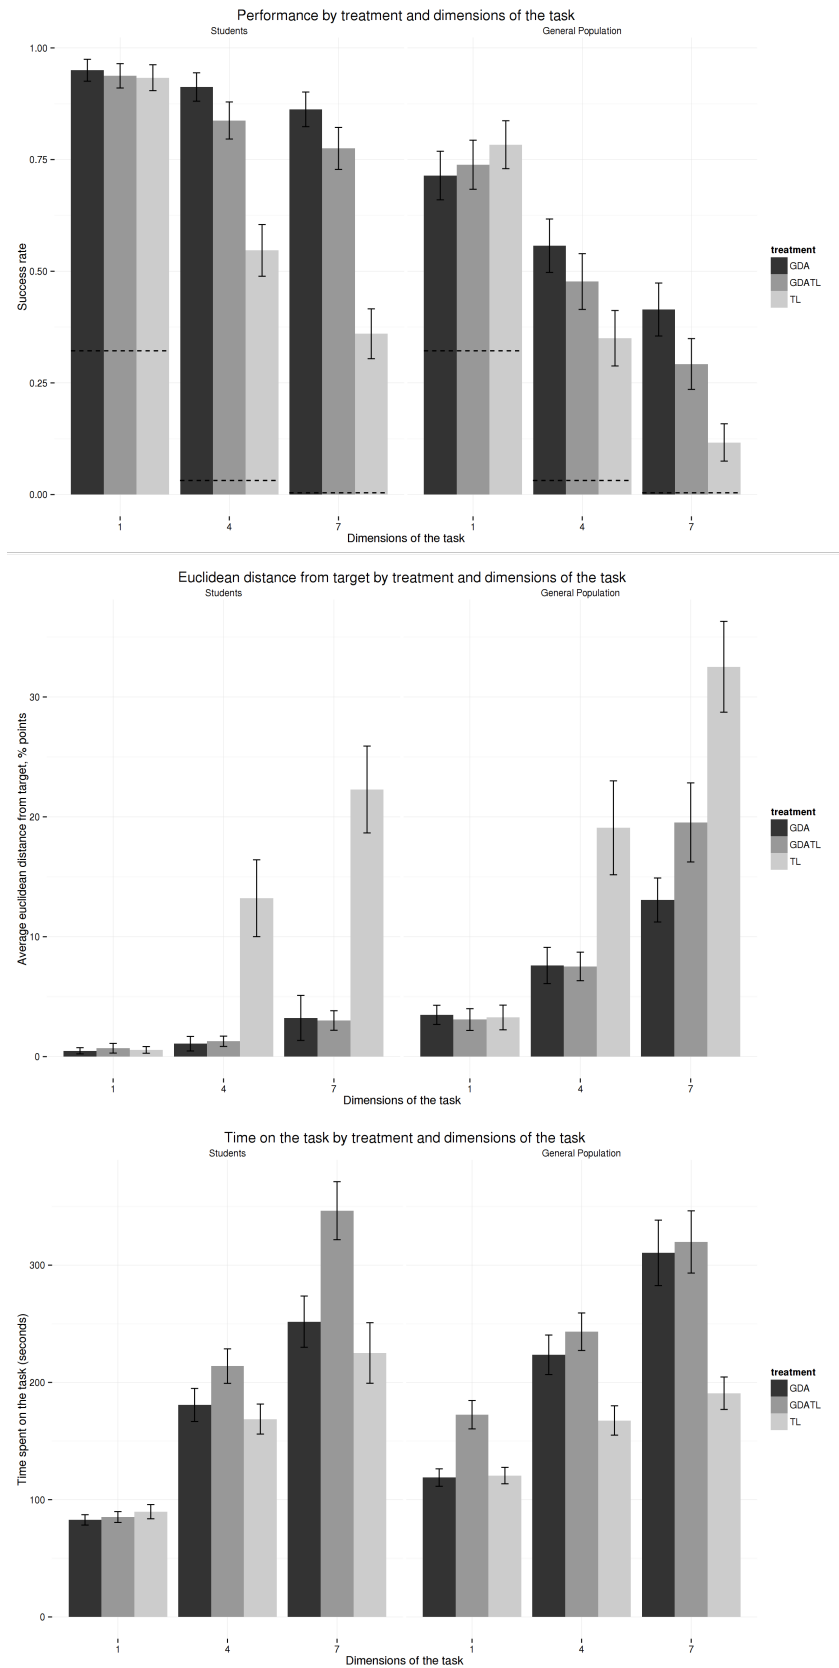 Performance by treatment and dimensions of the task
Students
General Population
1.00
0.75
0.50
0.25
0.00
Success rate
1
4
7
1
4
7
Dimensions of the task
treatment
GDA
GDATL
TL
Euclidean distance from target by treatment and dimensions of the task
Students
General Population
30
20
10
0
Average euclidean distance from target, % points
1
4
7
1
4
7
Dimensions of the task
treatment
GDA
GDATL
TL
Time on the task by treatment and dimensions of the task
Students
General Population
300
200
100
0
Time spent on the task (seconds)
1
4
7
1
4
7
Dimensions of the task
treatment
GDA
GDATL
TL